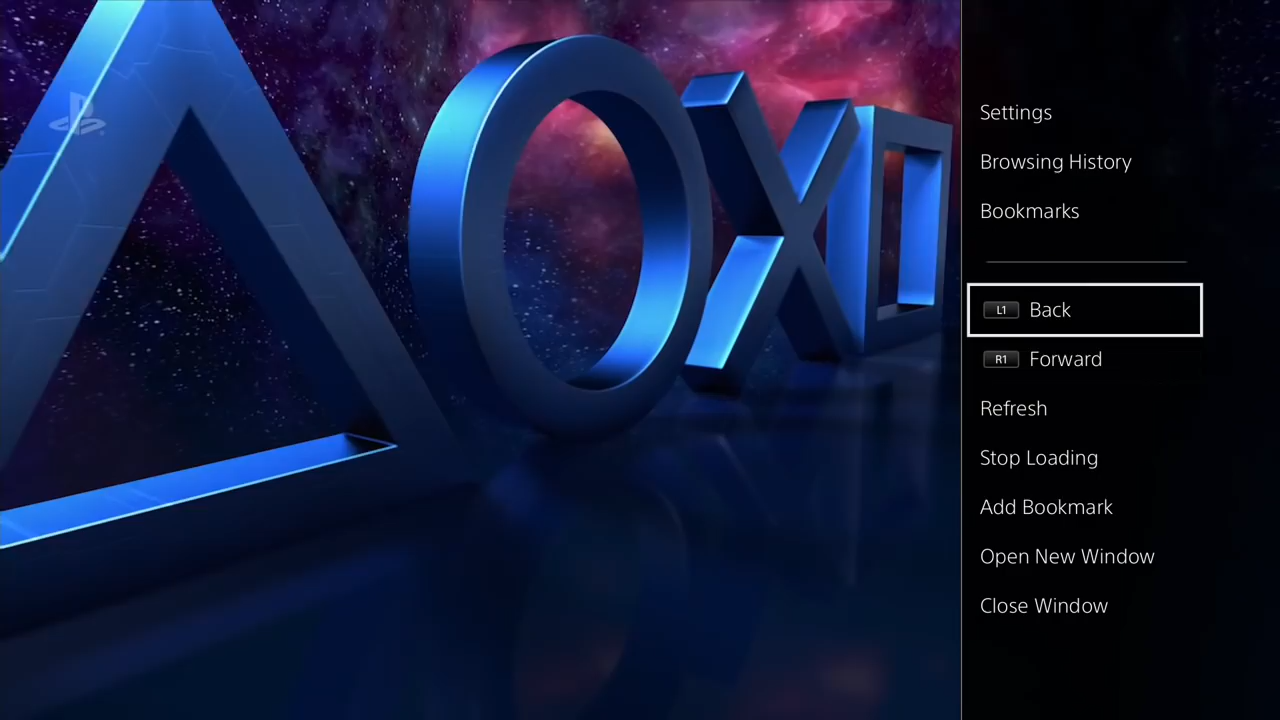 Settings
Browsing History
Bookmarks
L1 Back
R1 Forward
Refresh
Stop Loading
Add Bookmark
Open New Window
Close Window